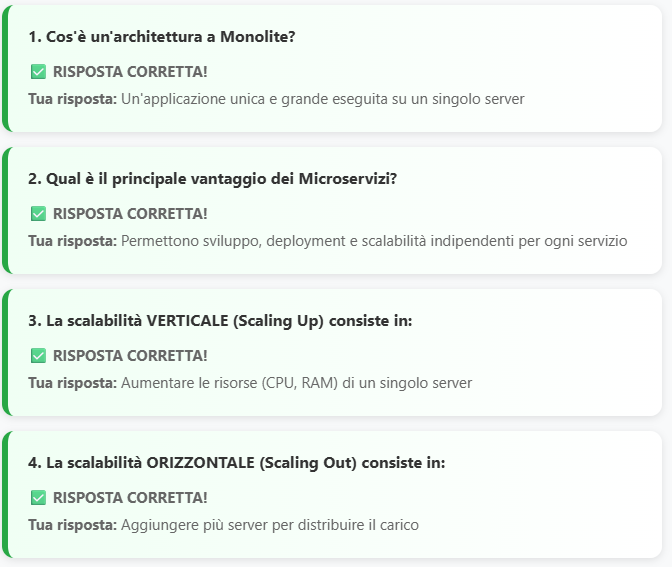 1. Cos'è un'architettura a Monolite?
✅ RISPOSTA CORRETTA!
Tua risposta: Un'applicazione unica e grande eseguita su un singolo server
2. Qual è il principale vantaggio dei Microservizi?
✅ RISPOSTA CORRETTA!
Tua risposta: Permettono sviluppo, deployment e scalabilità indipendenti per ogni servizio
3. La scalabilità VERTICALE (Scaling Up) consiste in:
✅ RISPOSTA CORRETTA!
Tua risposta: Aumentare le risorse (CPU, RAM) di un singolo server
4. La scalabilità ORIZZONTALE (Scaling Out) consiste in:
✅ RISPOSTA CORRETTA!
Tua risposta: Aggiungere più server per distribuire il carico